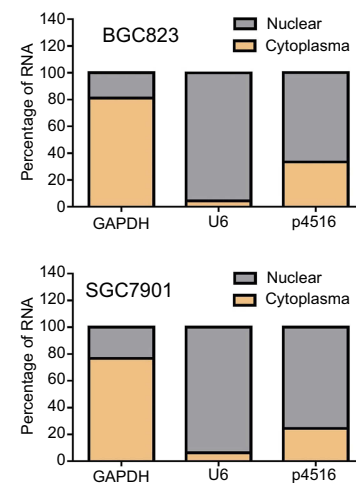 140
BGC823
Nuclear
Cytoplasma
120
100
80
60
40
20
0
Percentage of RNA
GAPDH U6 p4516
140
SGC7901
Nuclear
Cytoplasma
120
100
80
60
40
20
0
Percentage of RNA
GAPDH U6 p4516